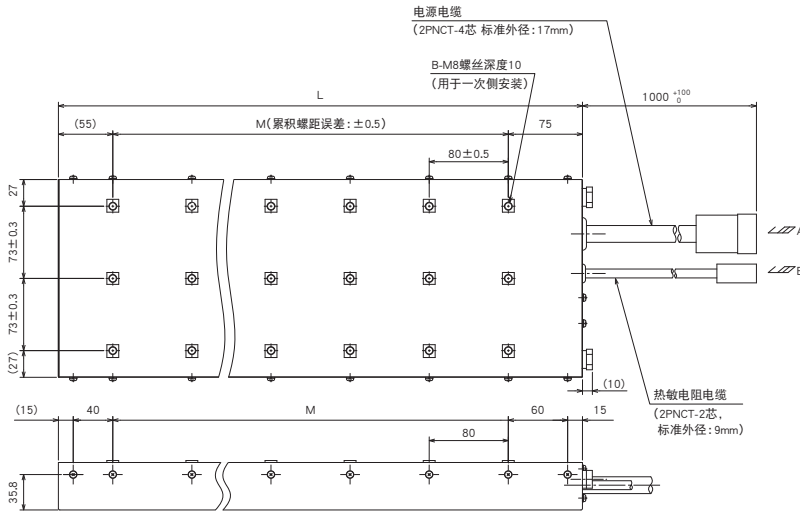 电源电缆
（2PNCT-4芯 标准外径：17mm）
B-M8螺丝深度10
（用于一次侧安装）
L
1000 +100 0
(55)
M(累积螺距误差：±0.5)
75
80±0.5
27
73±0.3
73±0.3
(27)
A
B
(10)
热敏电阻电缆
（2PNCT-2芯，
标准外径：9mm）
(15)
40
M
60
15
80
35.8